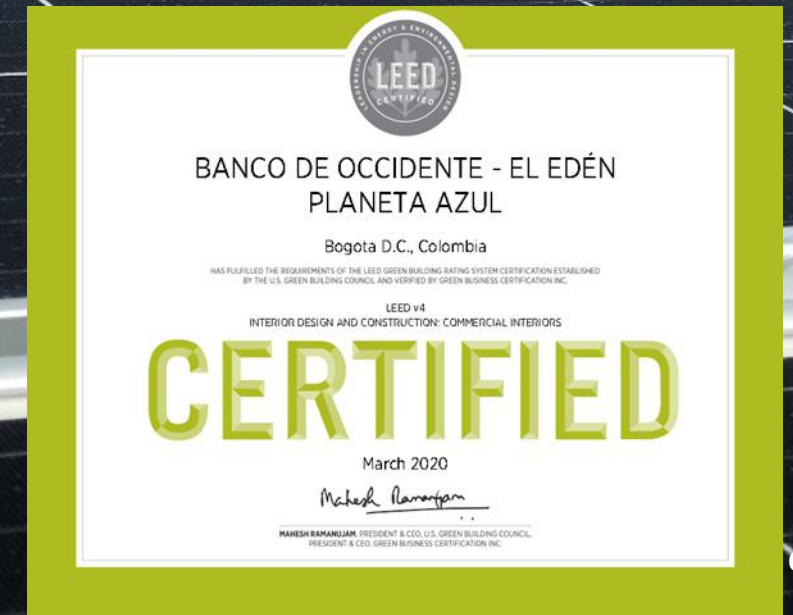 LEADERSHIP IN ENERGY & ENVIRONMENTAL DESIGN
LEED
CERTIFIED
BANCO DE OCCIDENTE - EL EDÉN
PLANETA AZUL
Bogota D.C., Colombia
HAS FULFILLED THE REQUIREMENTS OF THE LEED GREEN BUILDING RATING SYSTEM CERTIFICATION ESTABLISHED
BY THE U.S. GREEN BUILDING COUNCIL AND VERIFIED BY GREEN BUSINESS CERTIFICATION INC.
LEED v4
INTERIOR DESIGN AND CONSTRUCTION: COMMERCIAL INTERIORS
CERTIFIED
March 2020
Mahesh Ramanujam
MAHESH RAMANUJAM, PRESIDENT & CEO, U.S. GREEN BUILDING COUNCIL,
PRESIDENT & CEO, GREEN BUSINESS CERTIFICATION INC.